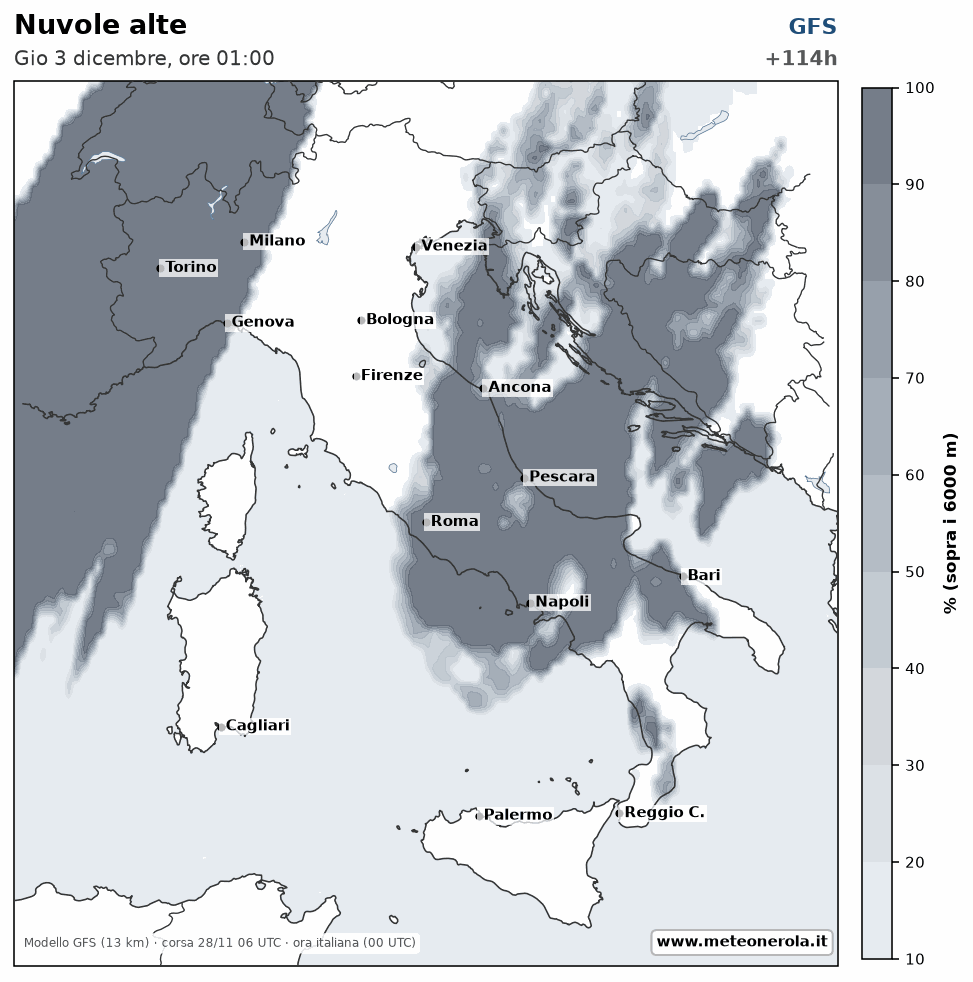 Nuvole alte
GFS
Gio 3 dicembre, ore 01:00
+114h
100
90
80
70
60
50
40
30
20
10
% (sopra i 6000 m)
Milano
Venezia
Torino
Genova
Bologna
Firenze
Ancona
Pescara
Roma
Bari
Napoli
Cagliari
Palermo
Reggio C.
Modello GFS (13 km) · corsa 28/11 06 UTC · ora italiana (00 UTC)
www.meteonerola.it